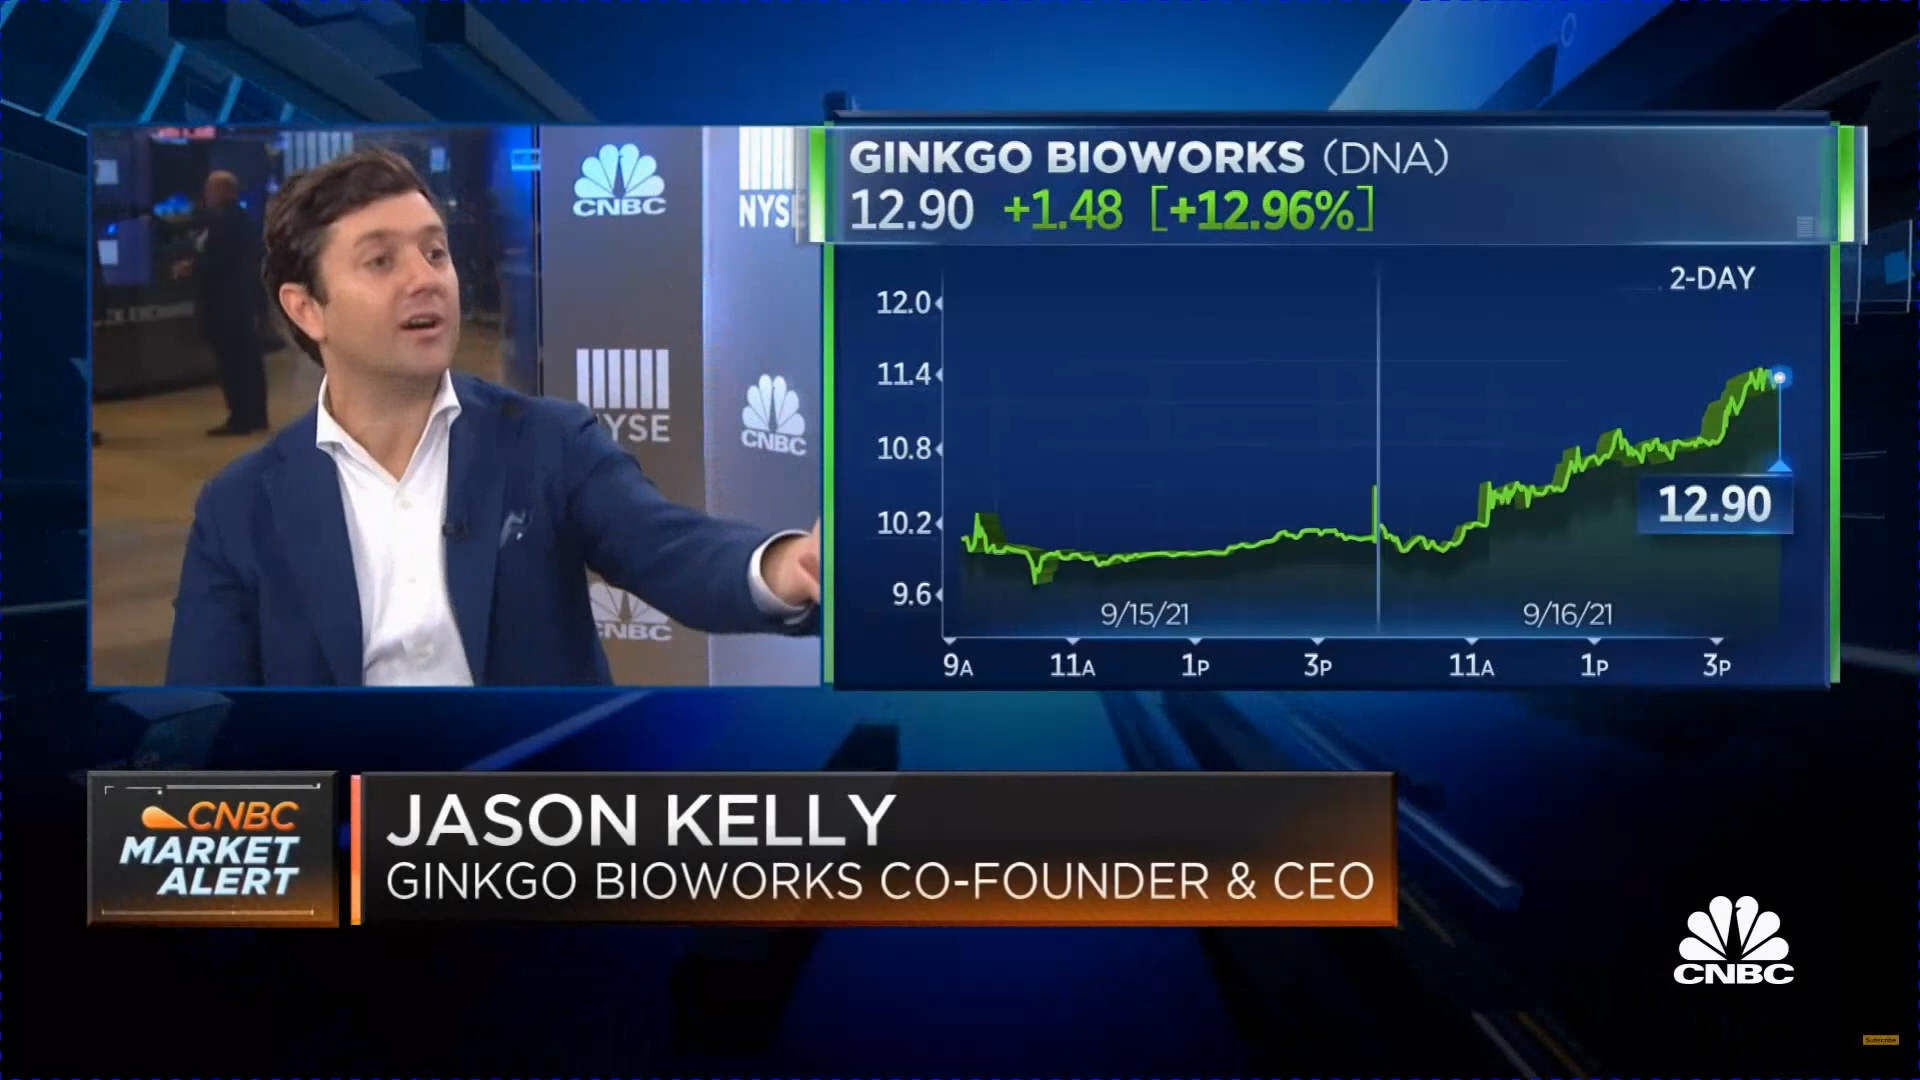 CNBC
NYSE
NYSE
CNBC
CNBC
GINKGO BIOWORKS (DNA)
12.90 +1.48 [+12.96%]
2-DAY
12.0
11.4
10.8
10.2
9.6
12.90
9/15/21
9/16/21
9A 11A 1P 3P 11A 1P 3P
CNBC
MARKET
ALERT
JASON KELLY
GINKGO BIOWORKS CO-FOUNDER & CEO
CNBC
Subscribe